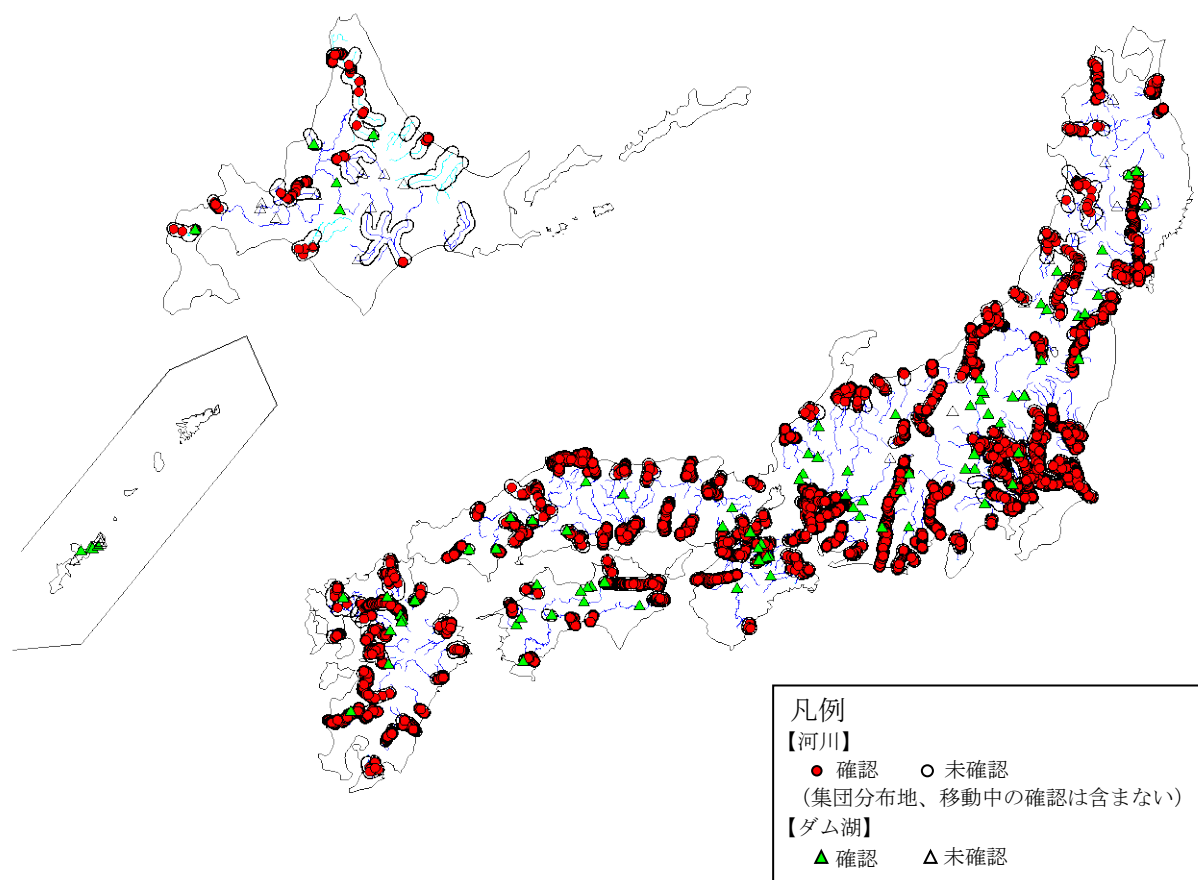 凡例
【河川】
確認 未確認
（集団分布地、移動中の確認は含まない）
【ダム湖】
確認 未確認